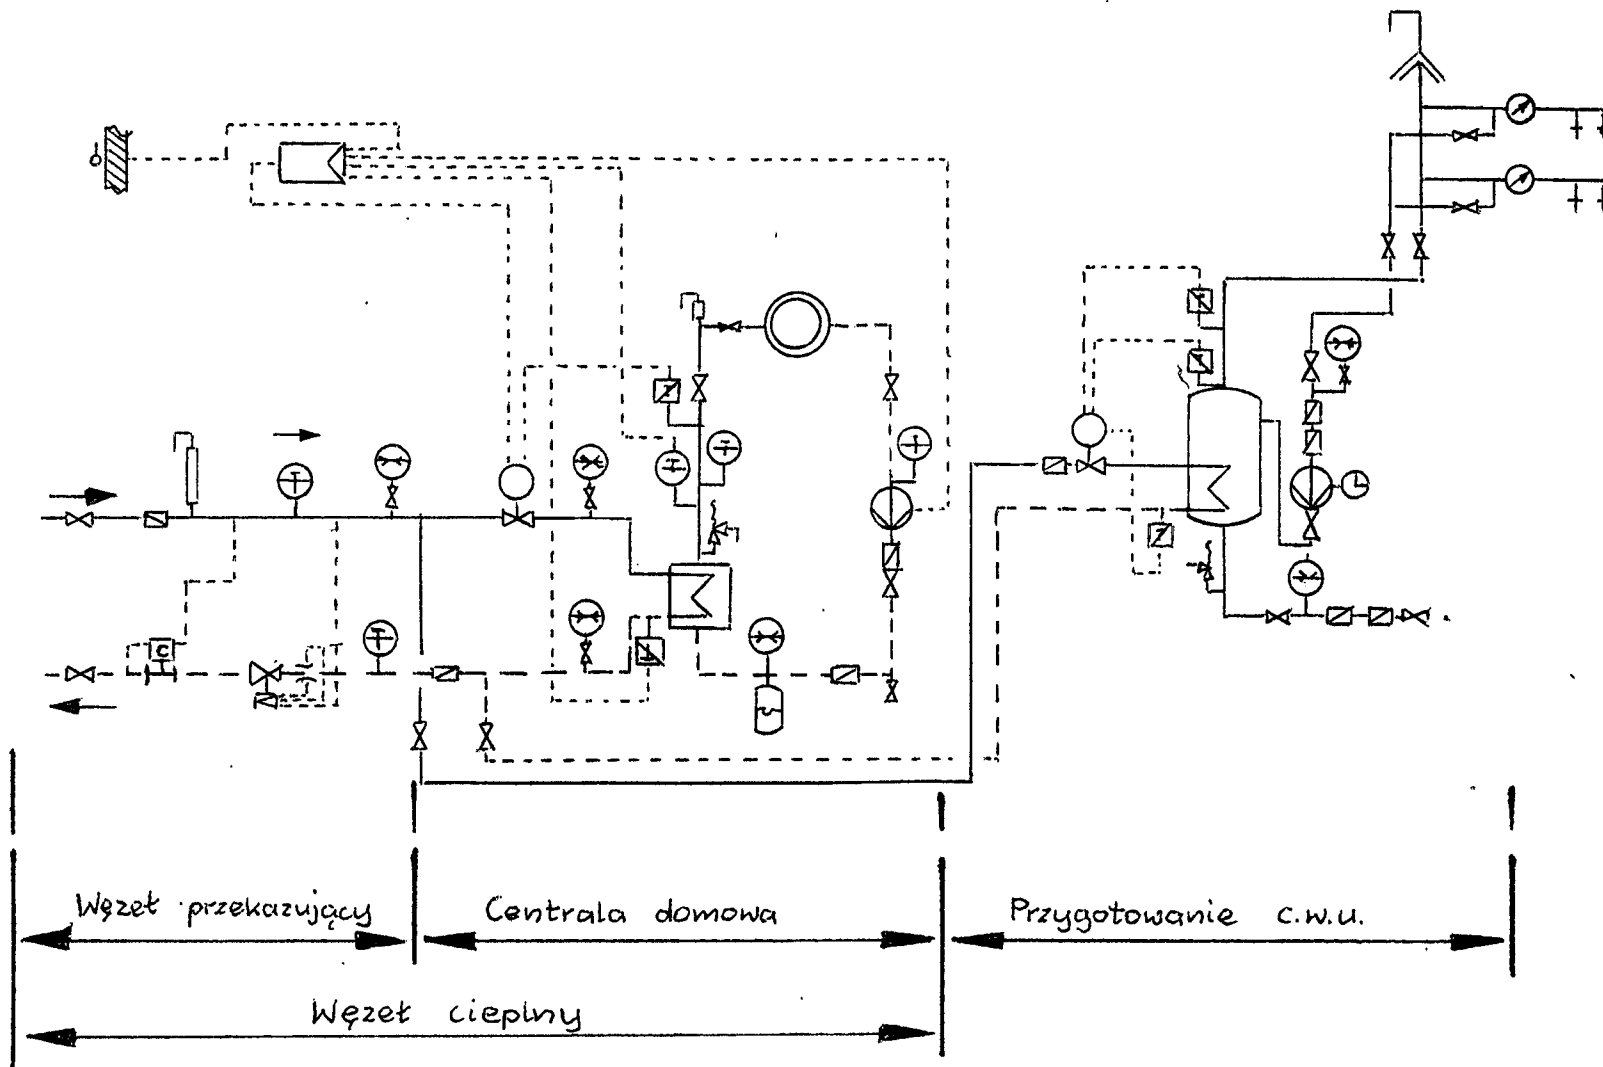 C
Węzeł przekazujący
Centrala domowa
Przygotowanie c.w.u.
Węzeł cieplny